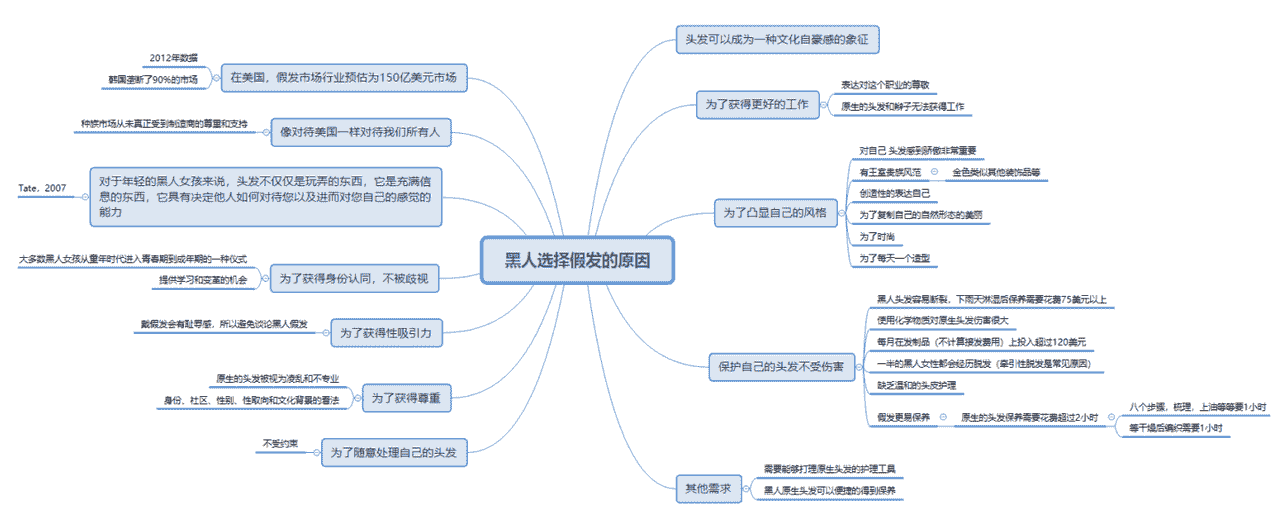 黑人选择假发的原因
头发可以成为一种文化自豪感的象征
为了获得更好的工作
表达对这个职业的尊敬
原生的头发和辫子无法获得工作
为了凸显自己的风格
对自己 头发感到骄傲非常重要
有王室贵族风范
金色类似其他装饰品等
创造性的表达自己
为了复制自己的自然形态的美丽
为了时尚
为了每天一个造型
保护自己的头发不受伤害
黑人头发容易断裂，下雨天淋湿后保养需要花费75美元以上
使用化学物质对原生头发伤害很大
每月在发制品（不计算接发费用）上投入超过120美元
一半的黑人女性都会经历脱发（牵引性脱发是常见原因）
缺乏温和的头皮护理
假发更易保养
原生的头发保养需要花费超过2小时
八个步骤，梳理，上油等等要1小时
等干燥后编织需要1小时
其他需求
需要能够打理原生头发的护理工具
黑人原生头发可以便捷的得到保养
在美国，假发市场行业预估为150亿美元市场
2012年数据
韩国垄断了90%的市场
像对待美国一样对待我们所有人
种族市场从未真正受到制造商的尊重和支持
对于年轻的黑人女孩来说，头发不仅仅是玩弄的东西，它是充满信
息的东西，它具有决定他人如何对待您以及进而对您自己的感觉的
能力
Tate，2007
为了获得身份认同，不被歧视
大多数黑人女孩从童年时代进入青春期到成年期的一种仪式
提供学习和变革的机会
为了获得性吸引力
戴假发会有耻辱感，所以避免谈论黑人假发
为了获得尊重
原生的头发被视为凌乱和不专业
身份、社区、性别、性取向和文化背景的看法
为了随意处理自己的头发
不受约束